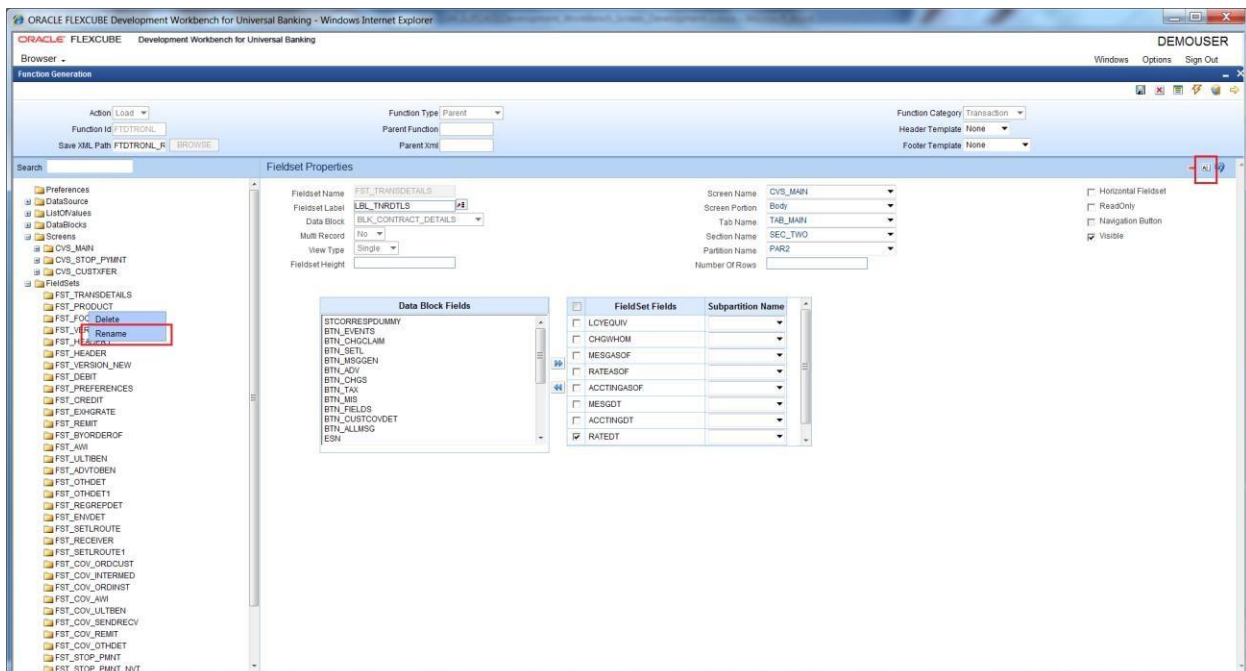 ORACLE FLEXCUBE Development Workbench for Universal Banking - Windows Internet Explorer
ORACLE FLEXCUBE Development Workbench for Universal Banking
DEMOUSER
Browser
Windows Options Sign Out
Function Generation
Action Load
Function Type Parent
Function Category Transaction
Function Id FTDTRONL
Parent Function
Header Template None
Save XML Path FTDTRONL_R BROWSE
Parent Xml
Footer Template None
Search
Fieldset Properties
Preferences
DataSource
ListOfValues
DataBlocks
Screens
CVS_MAIN
CVS_STOP_PYMNT
CVS_CUSTXFER
FieldSets
FST_TRANSDETAILS
FST_PRODUCT
Delete
Rename
FST_HEADER
FST_VERSION_NEW
FST_DEBIT
FST_PREFERENCES
FST_CREDIT
FST_EXHGRATE
FST_REMIT
FST_BYORDEROF
FST_AWI
FST_ULTIBEN
FST_ADVTOBEN
FST_OTHDET
FST_OTHDET1
FST_REGREPDET
FST_ENVDET
FST_SETLROUTE
FST_RECEIVER
FST_SETLROUTE1
FST_COV_ORDCUST
FST_COV_INTERMED
FST_COV_ORDINST
FST_COV_AWI
FST_COV_ULTBEN
FST_COV_SENDRECV
FST_COV_REMIT
FST_COV_OTHDET
FST_STOP_PMNT
FST_STOP_PMNT_NVT
Fieldset Name FST_TRANSDETAILS
Screen Name CVS_MAIN
Horizontal Fieldset
Fieldset Label LBL_TNRDTLS
Screen Portion Body
ReadOnly
Data Block BLK_CONTRACT_DETAILS
Tab Name TAB_MAIN
Navigation Button
Multi Record No
Section Name SEC_TWO
Visible
View Type Single
Partition Name PAR2
Fieldset Height
Number Of Rows
Data Block Fields
STCORRESPDUMMY
BTN_EVENTS
BTN_CHGCLAIM
BTN_SETL
BTN_MSGGEN
BTN_ADV
BTN_CHGS
BTN_TAX
BTN_MIS
BTN_FIELDS
BTN_CUSTCOVDET
BTN_ALLMSG
ESN
FieldSet Fields Subpartition Name
LCYEQUIV
CHGWHOM
MESGASOF
RATEASOF
ACCTINGASOF
MESGDT
ACCTINGDT
RATEDT